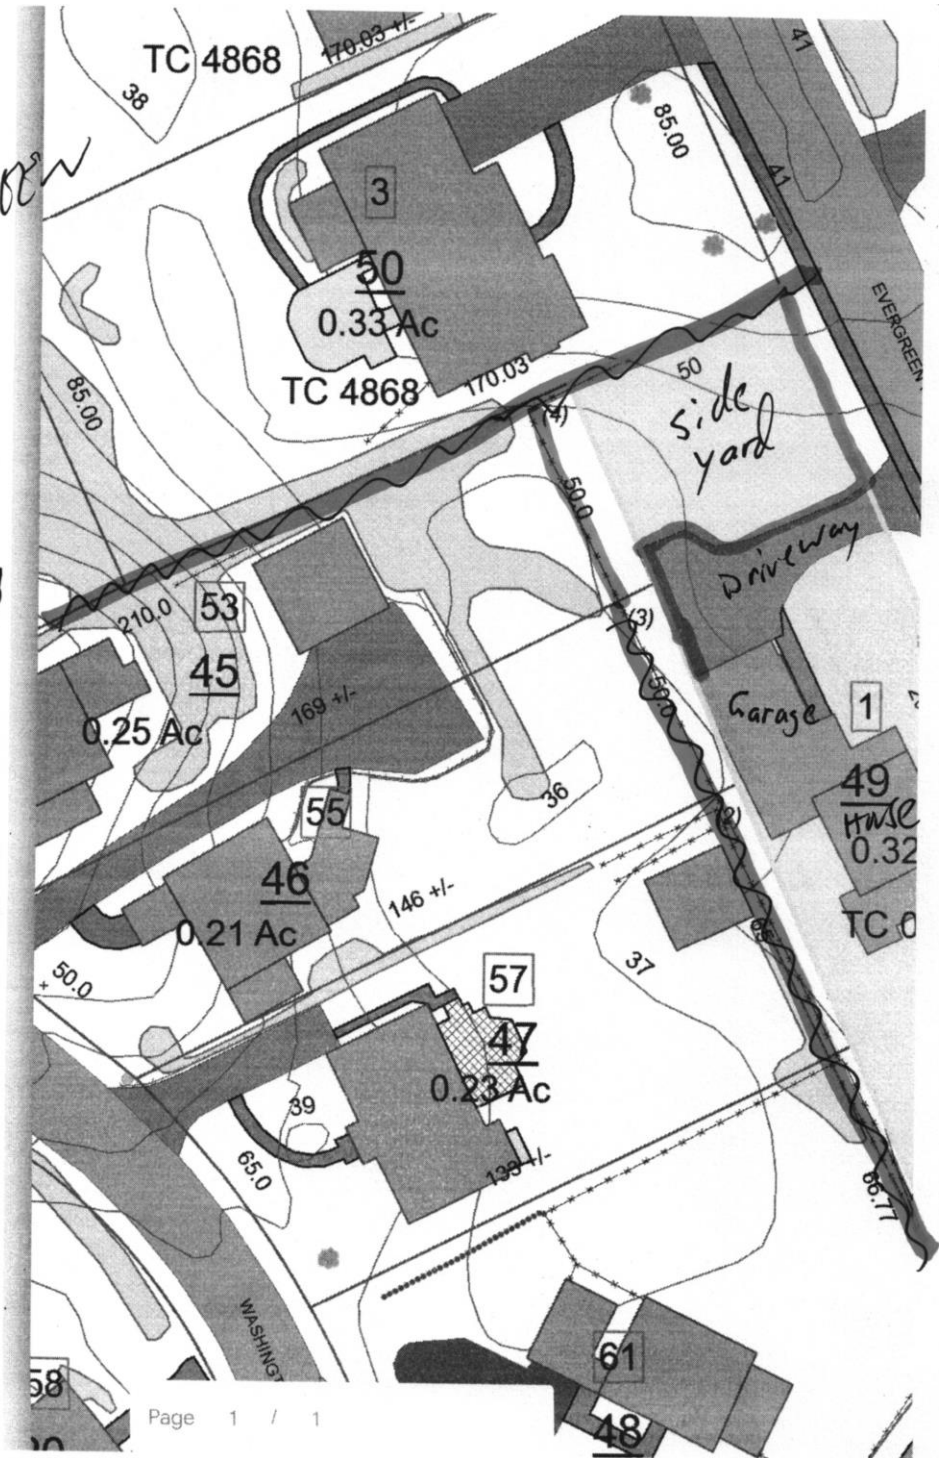 TC 4868
170.03 +/-
41
38
85.00
41
3
50
0.33 Ac
EVERGREEN
TC 4868
170.03
50
85.00
side
yard
(4)
50.0
Driveway
210.0
53
45
(3)
50.0
169 +/-
0.25 Ac
Garage
1
49
House
0.32
36
55
(2)
46
146 +/-
0.21 Ac
TC 0
65
50.0
57
37
47
0.23 Ac
39
65.0
133 +/-
66.77
WASHINGT
61
58
48
Page 1 / 1